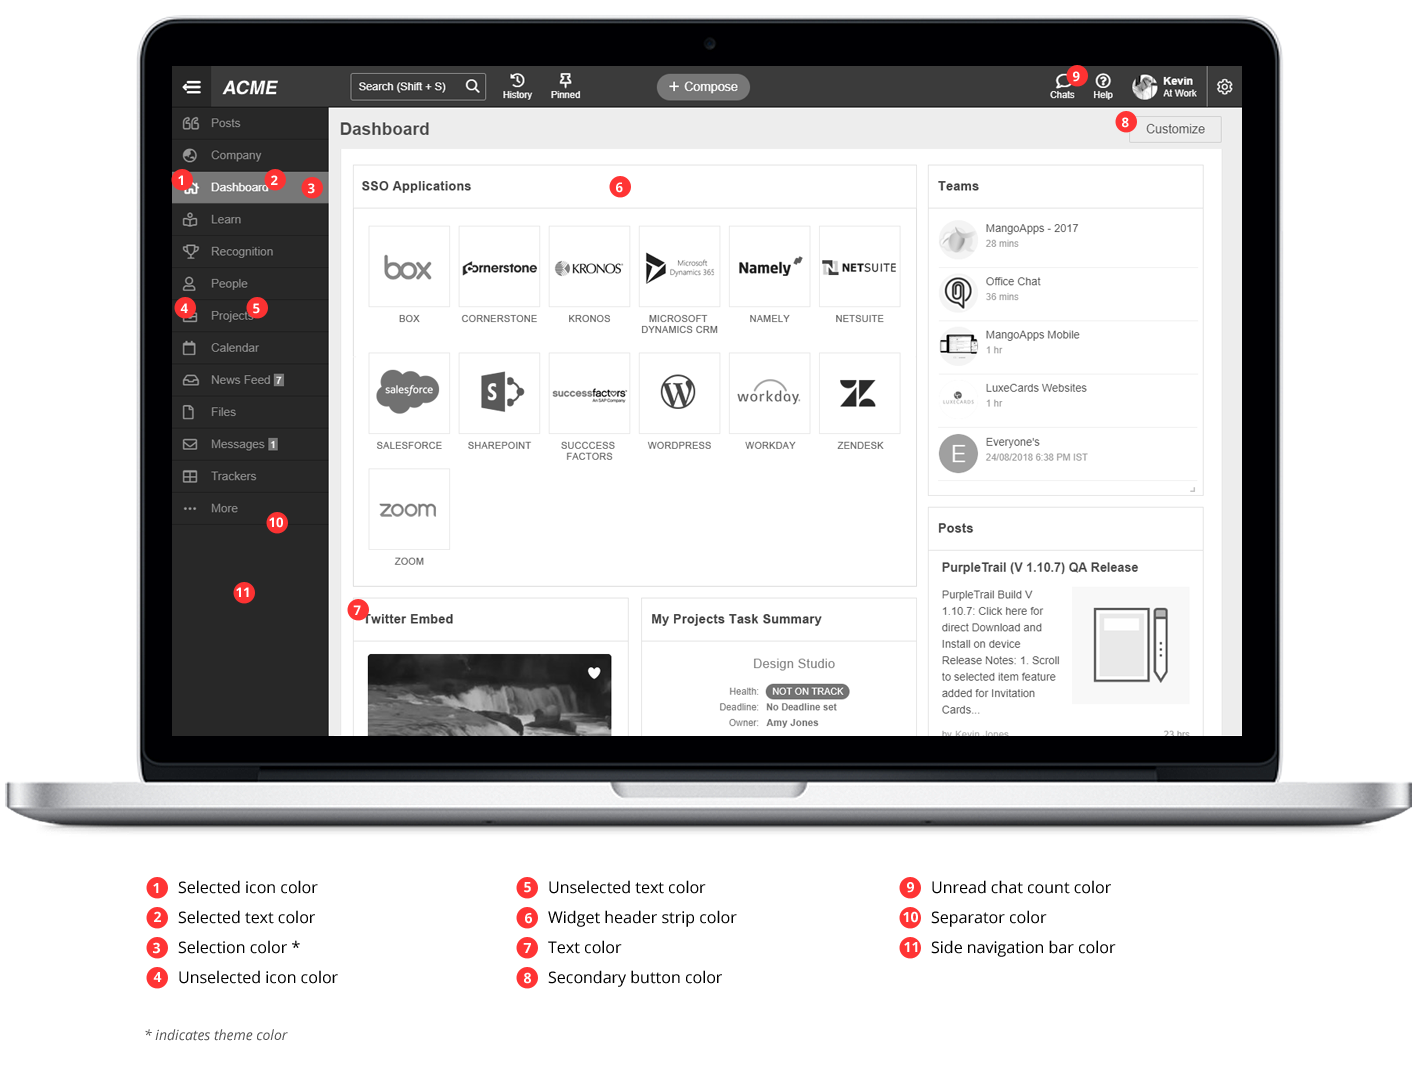 ACME
Search (Shift + S)
History
Pinned
+ Compose
9
Chats
Help
Kevin
At Work
Posts
Company
1
Dashboard
2
3
Learn
Recognition
People
4
Projects
5
Calendar
News Feed 7
Files
Messages 1
Trackers
More
10
11
Dashboard
8
Customize
SSO Applications
6
box
BOX
Cornerstone
CORNERSTONE
KRONOS
KRONOS
Microsoft
Dynamics 365
MICROSOFT
DYNAMICS CRM
Namely
NAMELY
NETSUITE
NETSUITE
salesforce
SALESFORCE
S
SHAREPOINT
successfactors
An SAP Company
SUCCCESS
FACTORS
WORDPRESS
workday.
WORKDAY
ZENDESK
zoom
ZOOM
Teams
MangoApps - 2017
28 mins
Office Chat
36 mins
MangoApps Mobile
1 hr
LUXECARDS
LuxeCards Websites
1 hr
E
Everyone's
24/08/2018 6:38 PM IST
7
Twitter Embed
My Projects Task Summary
Design Studio
Health: NOT ON TRACK
Deadline: No Deadline set
Owner: Amy Jones
Posts
PurpleTrail (V 1.10.7) QA Release
PurpleTrail Build V
1.10.7: Click here for
direct Download and
Install on device
Release Notes: 1. Scroll
to selected item feature
added for Invitation
Cards...
by Kevin Jones
23 hrs
1 Selected icon color
2 Selected text color
3 Selection color *
4 Unselected icon color
5 Unselected text color
6 Widget header strip color
7 Text color
8 Secondary button color
9 Unread chat count color
10 Separator color
11 Side navigation bar color
* indicates theme color